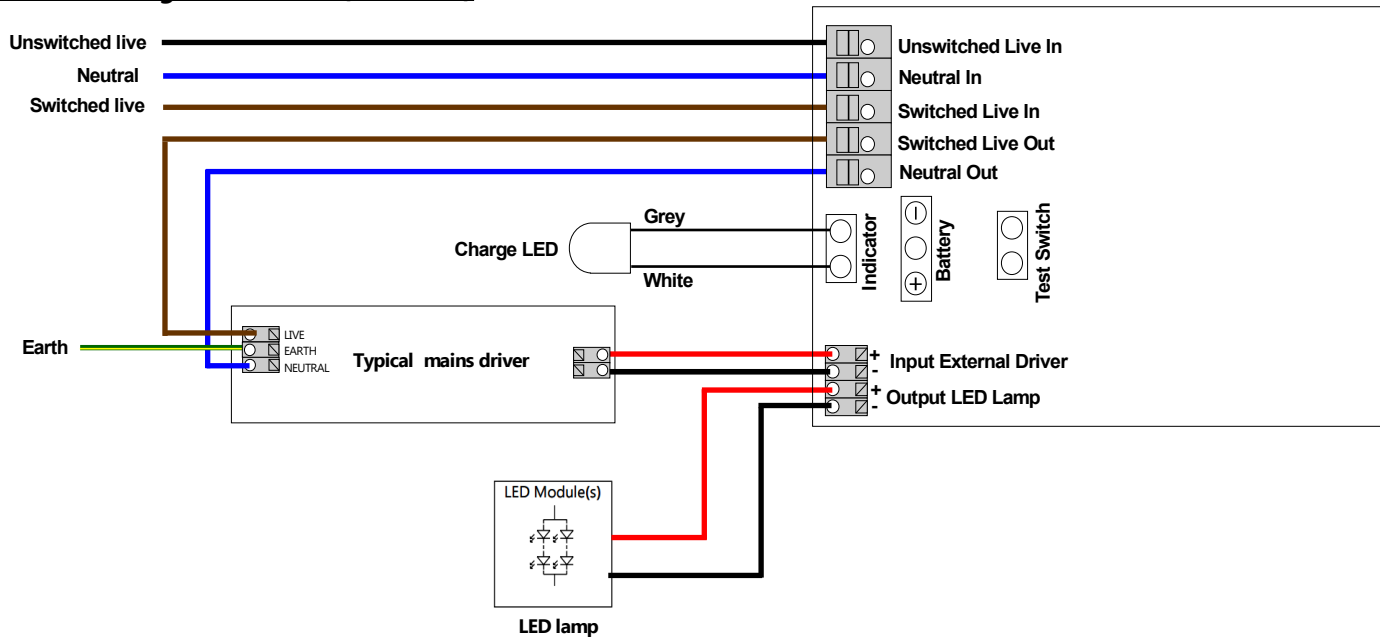 Unswitched live
Neutral
Switched live
Unswitched Live In
Neutral In
Switched Live In
Switched Live Out
Neutral Out
Grey
Charge LED
White
Indicator
Battery
Test Switch
Earth
LIVE
EARTH
NEUTRAL
Typical mains driver
+
-
Input External Driver
+
-
Output LED Lamp
LED Module(s)
LED lamp